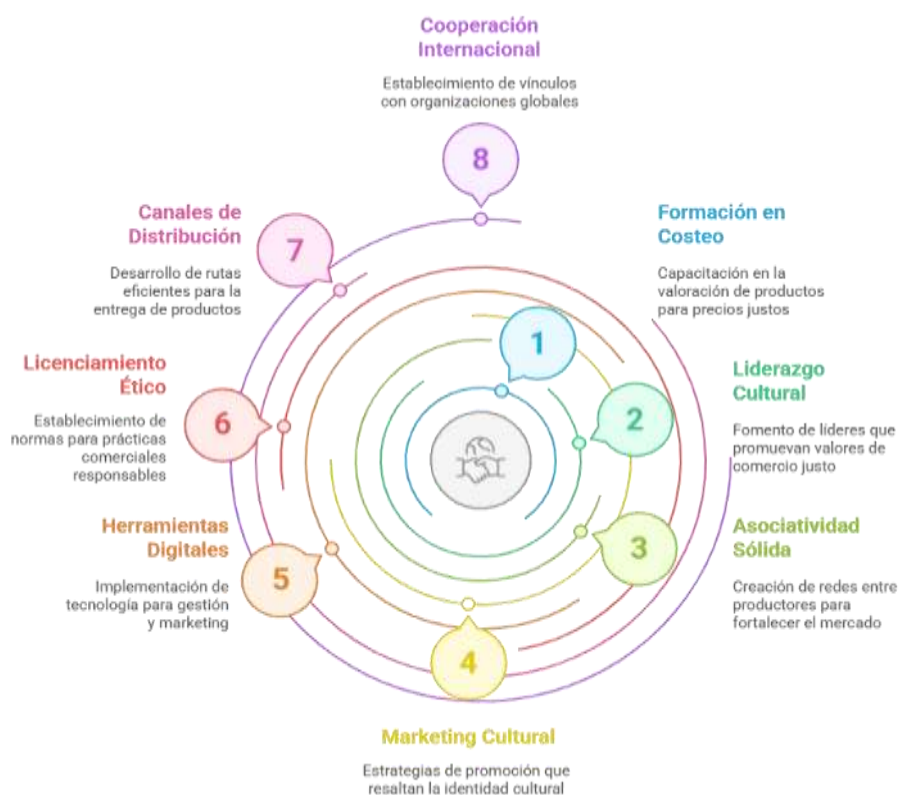 Cooperación
Internacional
Establecimiento de vínculos
con organizaciones globales
8
Canales de
Distribución
7
Desarrollo de rutas
eficientes para la
entrega de productos
Formación en
Costeo
Capacitación en la
valoración de productos
para precios justos
1
Licenciamiento
Ético
6
Establecimiento de
normas para prácticas
comerciales
responsables
Liderazgo
Cultural
2
Fomento de líderes que
promuevan valores de
comercio justo
Herramientas
Digitales
5
Implementación de
tecnología para gestión
y marketing
Asociatividad
Sólida
3
Creación de redes entre
productores para
fortalecer el mercado
4
Marketing Cultural
Estrategias de promoción que
resaltan la identidad cultural